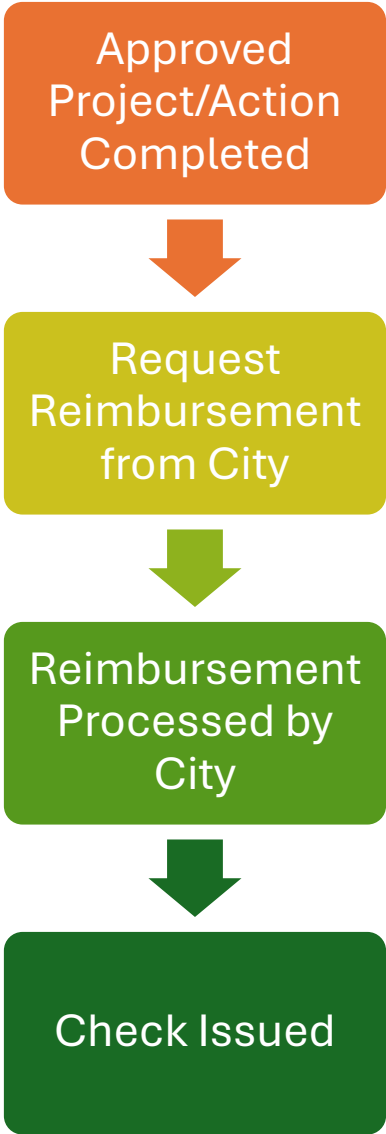 Approved
Project/Action
Completed
Request
Reimbursement
from City
Reimbursement
Processed by
City
Check Issued